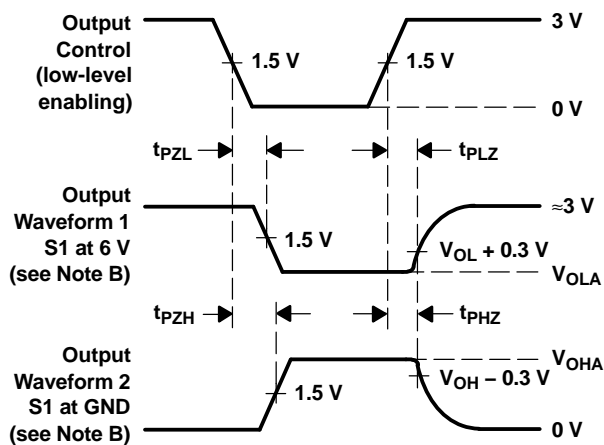 Output
Control
(low-level
enabling)
1.5 V
1.5 V
3 V
0 V
tPZL
tPLZ
Output
Waveform 1
S1 at 6 V
(see Note B)
1.5 V
≈3 V
VOL + 0.3 V
VOLA
tPZH
tPHZ
Output
Waveform 2
S1 at GND
(see Note B)
1.5 V
VOHA
VOH − 0.3 V
0 V